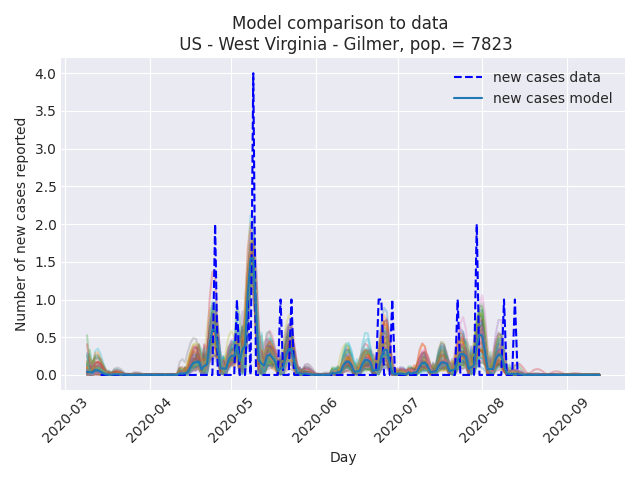 Model comparison to data
US - West Virginia - Gilmer, pop. = 7823
new cases data
new cases model
Number of new cases reported
4.0
3.5
3.0
2.5
2.0
1.5
1.0
0.5
0.0
2020-03
2020-04
2020-05
2020-06
2020-07
2020-08
2020-09
Day